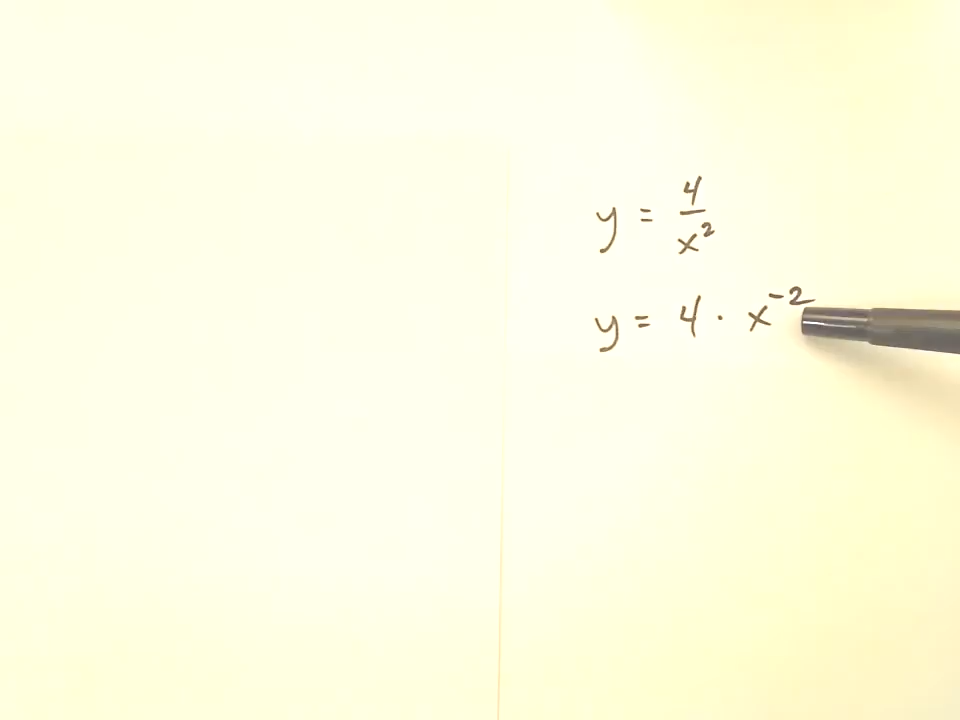 y = 4/x²
y = 4 · x⁻²